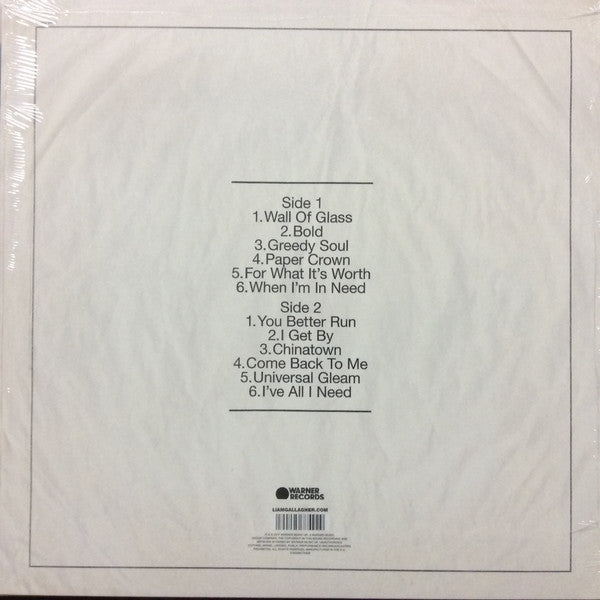 Side 1
1.Wall Of Glass
2.Bold
3.Greedy Soul
4.Paper Crown
5.For What It's Worth
6.When I'm In Need
Side 2
1.You Better Run
2.I Get By
3.Chinatown
4.Come Back To Me
5.Universal Gleam
6.I've All I Need
WARNER
RECORDS
LIAMGALLAGHER.COM